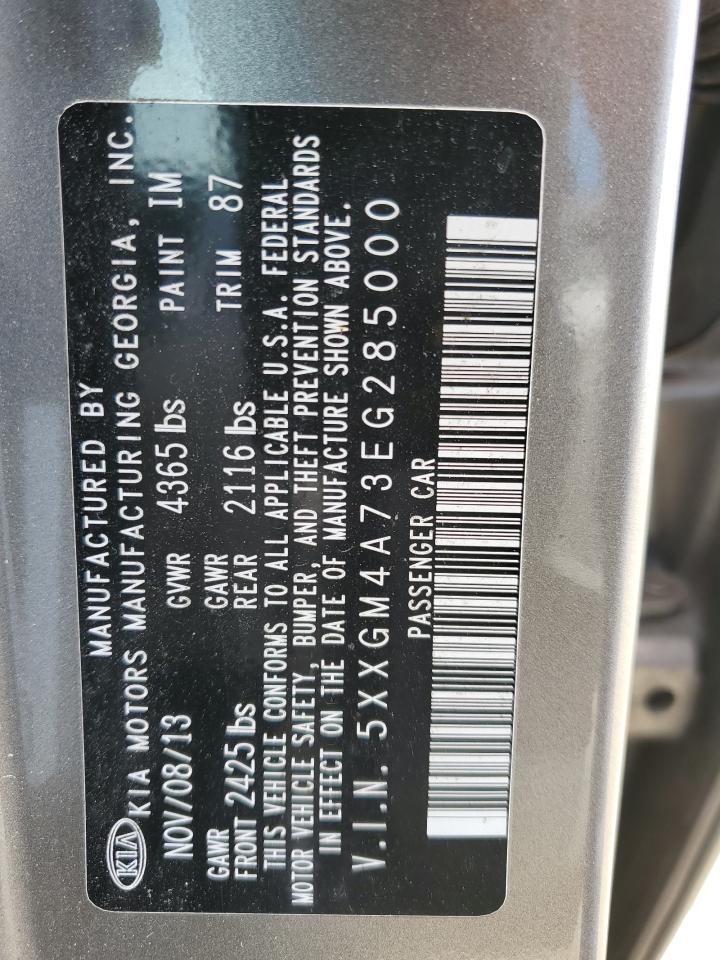 MANUFACTURED BY
KIA KIA MOTORS MANUFACTURING GEORGIA, INC.
NOV/08/13 GVWR 4365 lbs PAINT IM
GAWR FRONT 2425 lbs GAWR REAR 2116 lbs TRIM 87
THIS VEHICLE CONFORMS TO ALL APPLICABLE U.S.A. FEDERAL
MOTOR VEHICLE SAFETY, BUMPER, AND THEFT PREVENTION STANDARDS
IN EFFECT ON THE DATE OF MANUFACTURE SHOWN ABOVE.
V.I.N. 5XXGM4A73EG285000
PASSENGER CAR